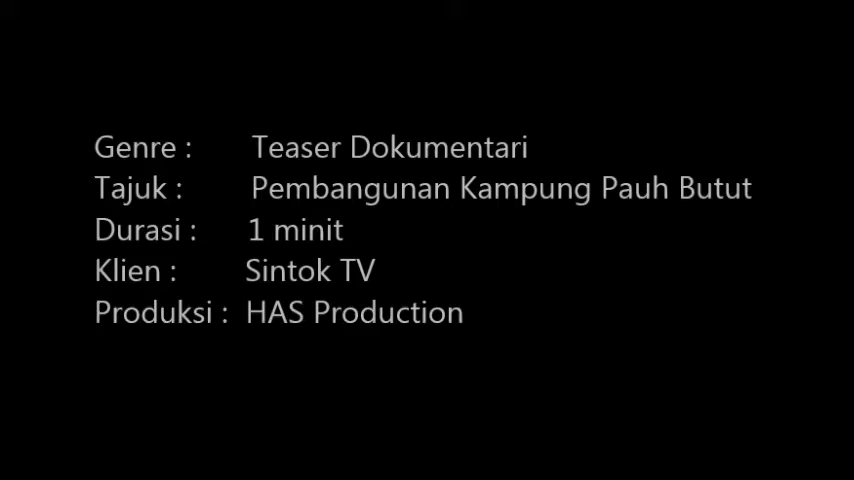 Genre : Teaser Dokumentari
Tajuk : Pembangunan Kampung Pauh Butut
Durasi : 1 minit
Klien : Sintok TV
Produksi : HAS Production